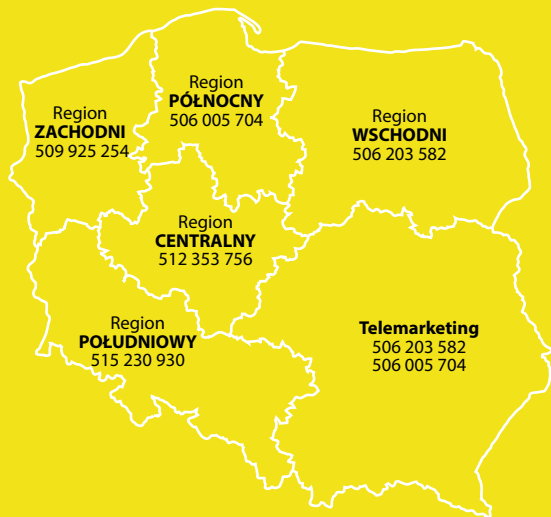 Region
PÓŁNOCNY
506 005 704
Region
ZACHODNI
509 925 254
Region
WSCHODNI
506 203 582
Region
CENTRALNY
512 353 756
Region
POŁUDNIOWY
515 230 930
Telemarketing
506 203 582
506 005 704